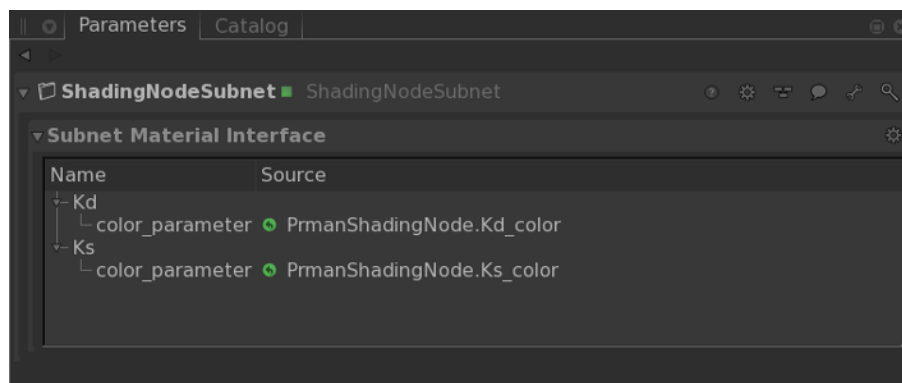 Parameters Catalog
ShadingNodeSubnet ShadingNodeSubnet
Subnet Material Interface
Name Source
Kd
color_parameter PrmanShadingNode.Kd_color
Ks
color_parameter PrmanShadingNode.Ks_color